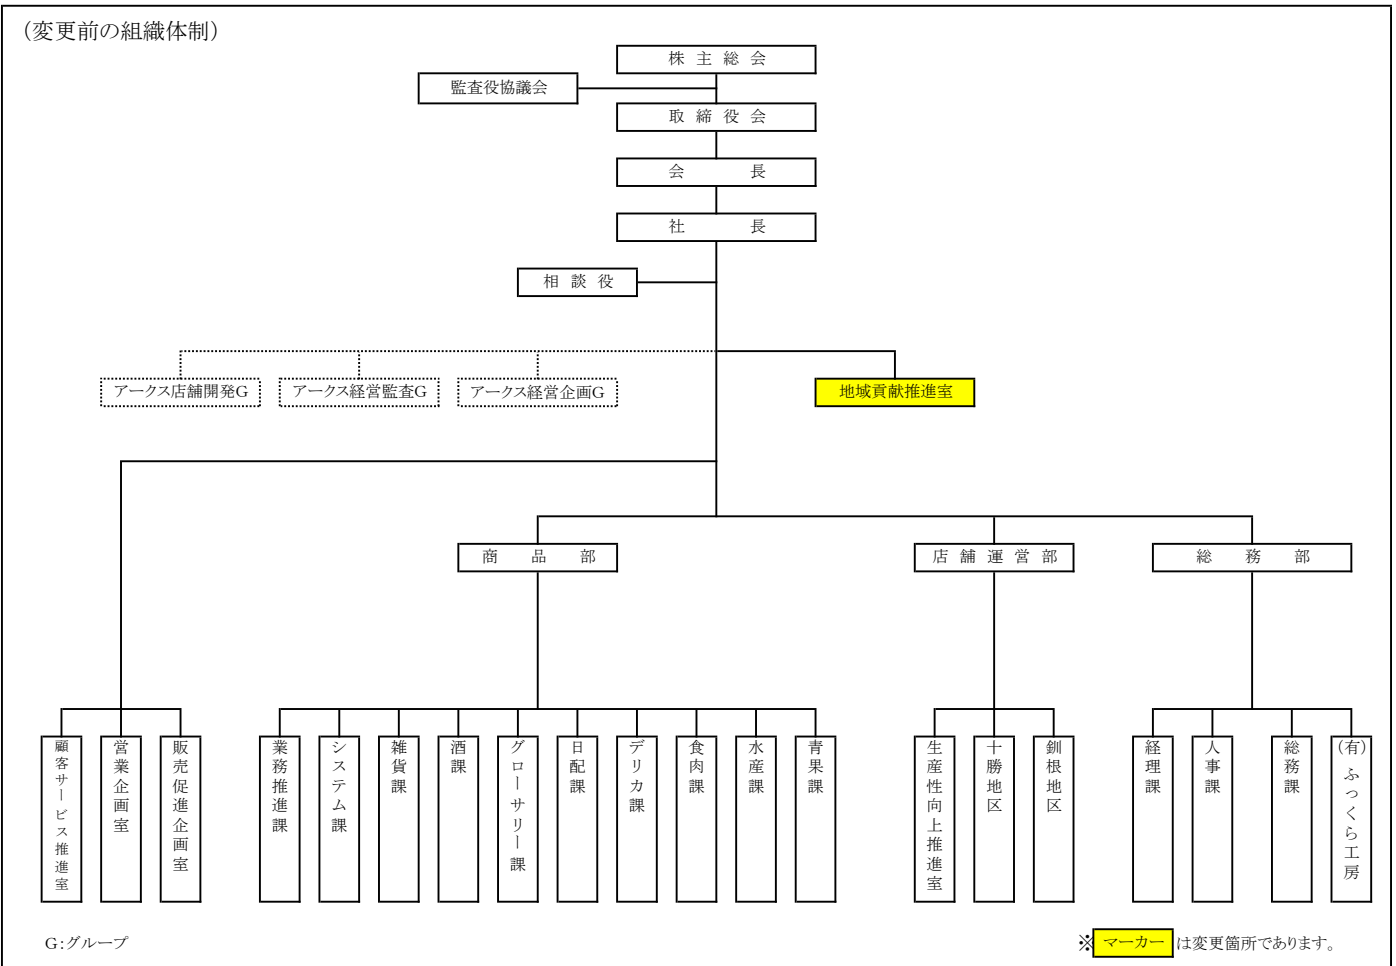 （変更前の組織体制）
株主総会
監査役協議会
取締役会
会長
社長
相談役
アークス店舗開発G
アークス経営監査G
アークス経営企画G
地域貢献推進室
商品部
店舗運営部
総務部
顧客サービス推進室
営業企画室
販売促進企画室
業務推進課
システム課
雑貨課
酒課
グローサリー課
日配課
デリカ課
食肉課
水産課
青果課
生産性向上推進室
十勝地区
釧根地区
経理課
人事課
総務課
(有)ふっくら工房
G:グループ
※マーカーは変更箇所であります。